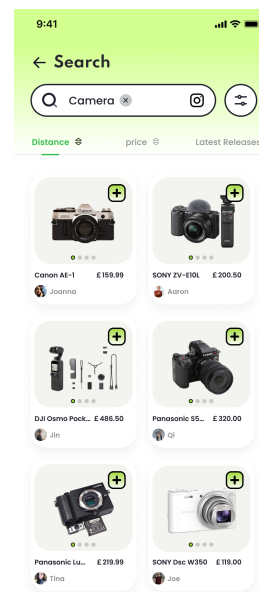 9:41
Search
Camera
Distance price Latest Releases
Canon AE-1 £159.99
Joanna
SONY ZV-E10L £200.50
Aaron
DJI Osmo Pock... £486.50
Jin
Panasonic S5... £320.00
Qi
Panasonic Lu... £219.99
Tina
SONY Dsc W350 £119.00
Joe